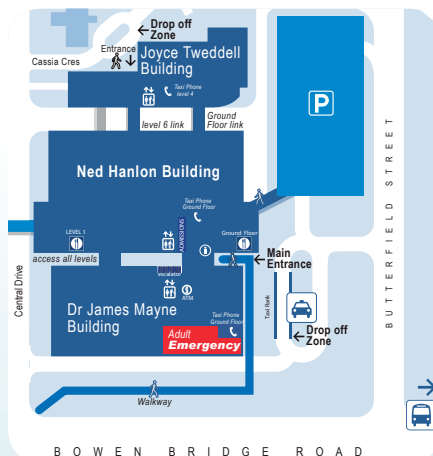 Drop off
Zone
Entrance
Cassia Cres
Joyce Tweddell
Building
Taxi Phone
level 4
level 6 link
Ground
Floor link
P
Ned Hanlon Building
Taxi Phone
Ground Floor
ADMISSIONS
LEVEL 1
Ground Floor
access all levels
Main
Entrance
escalator
ATM
Central Drive
Dr James Mayne
Building
Taxi Phone
Ground Floor
Adult
Emergency
Taxi Rank
Drop off
Zone
BUTTERFIELD STREET
Walkway
BOWEN BRIDGE ROAD